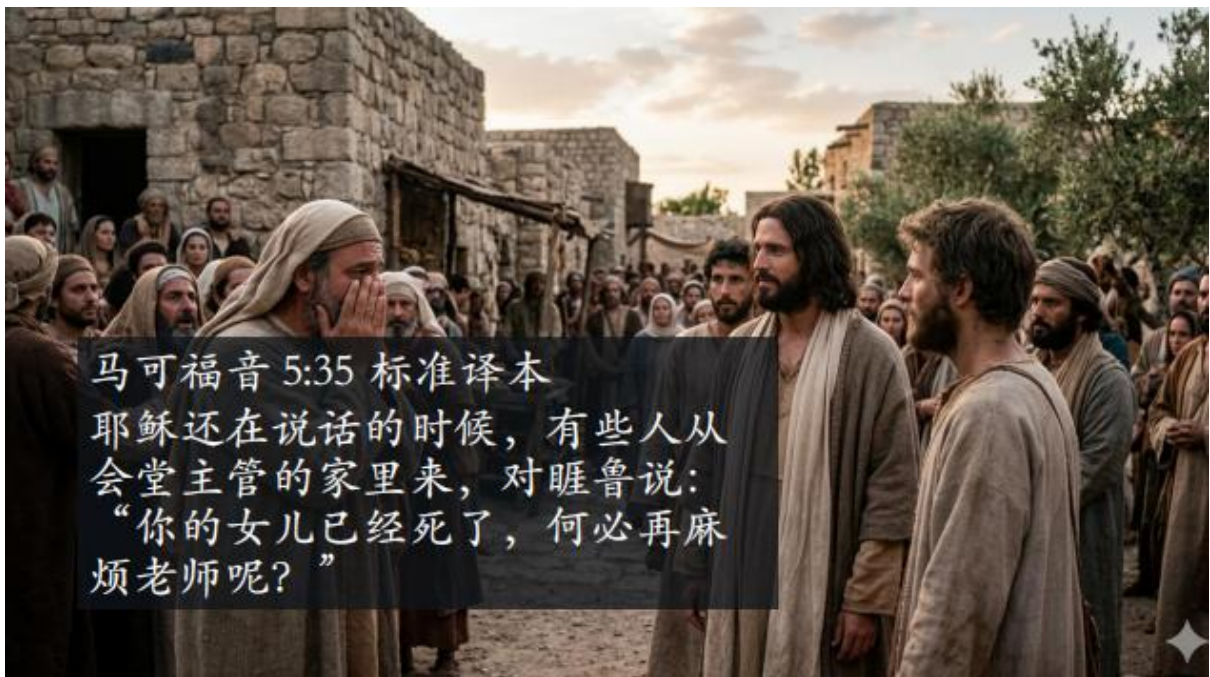 马可福音 5:35 标准译本
耶稣还在说话的时候，有些人从
会堂主管的家里来，对睚鲁说：
“你的女儿已经死了，何必再麻
烦老师呢？”